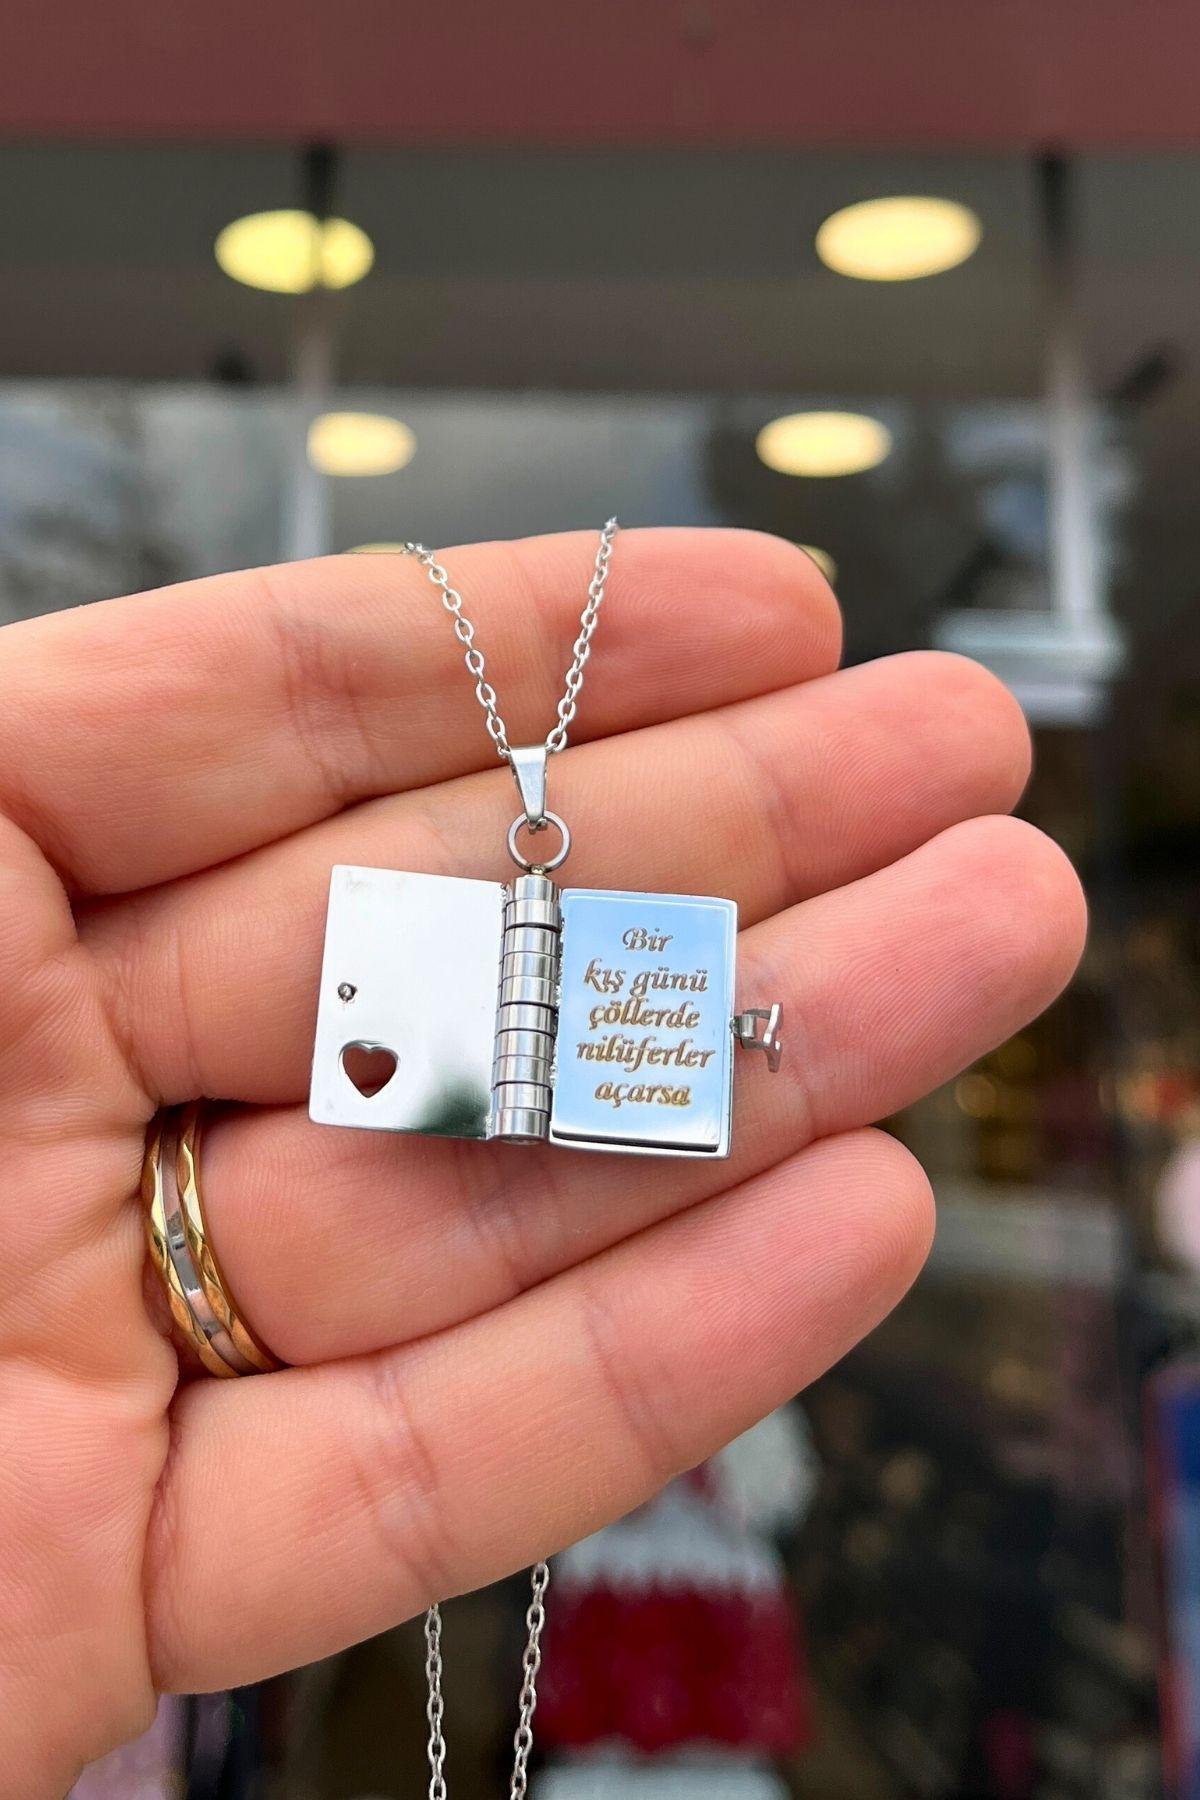 Bir
kış günü
çöllerde
nilüferler
açarsa